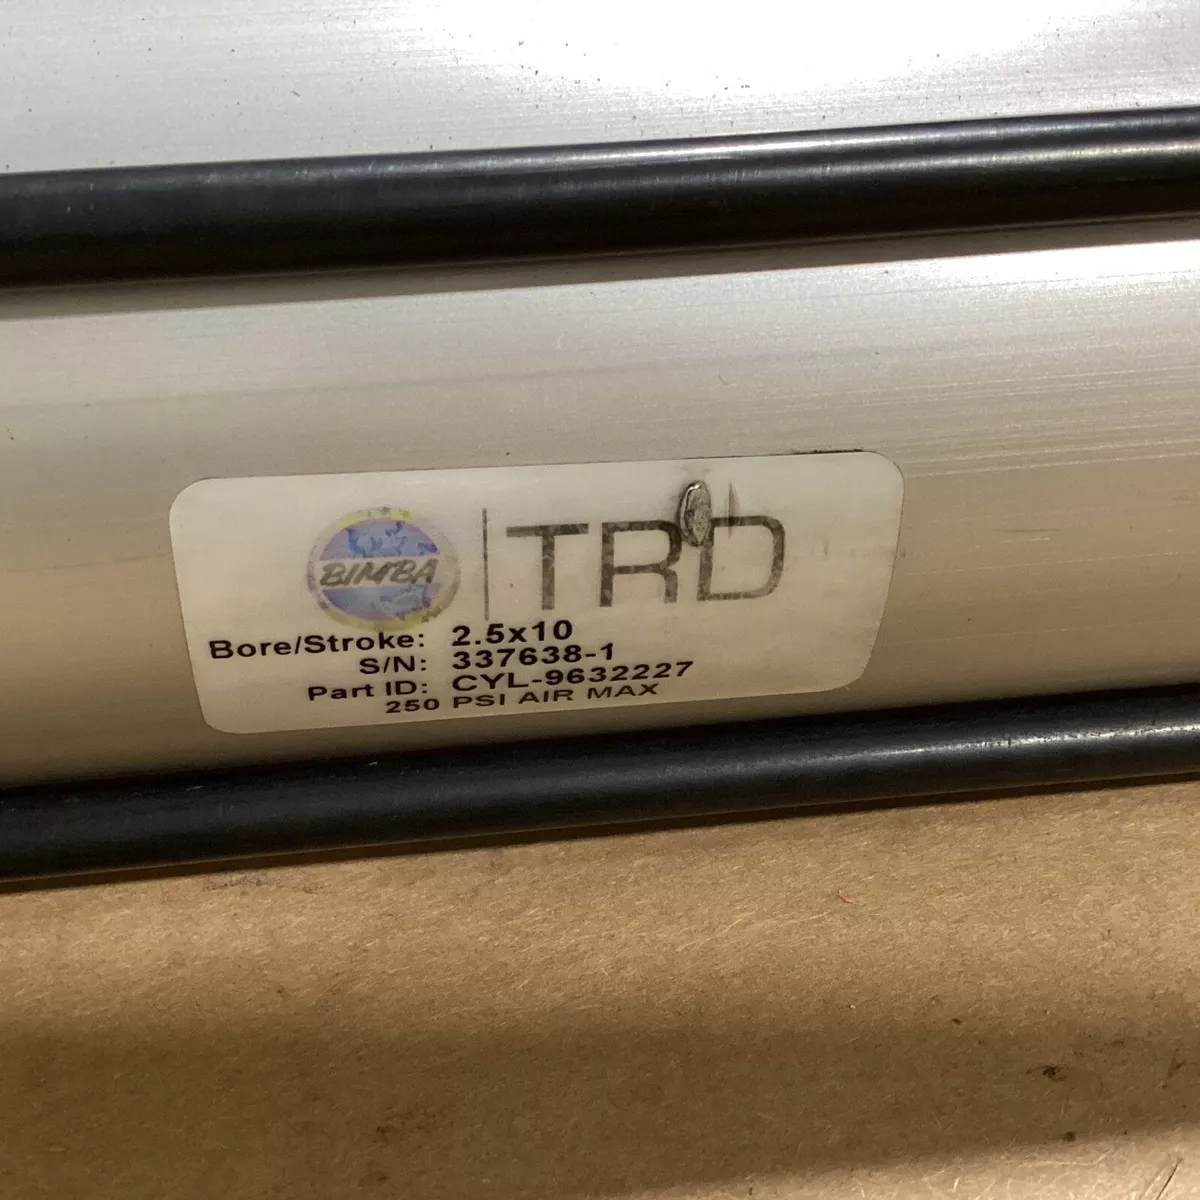 BIMBA
TRD
Bore/Stroke: 2.5x10
S/N: 337638-1
Part ID: CYL-9632227
250 PSI AIR MAX